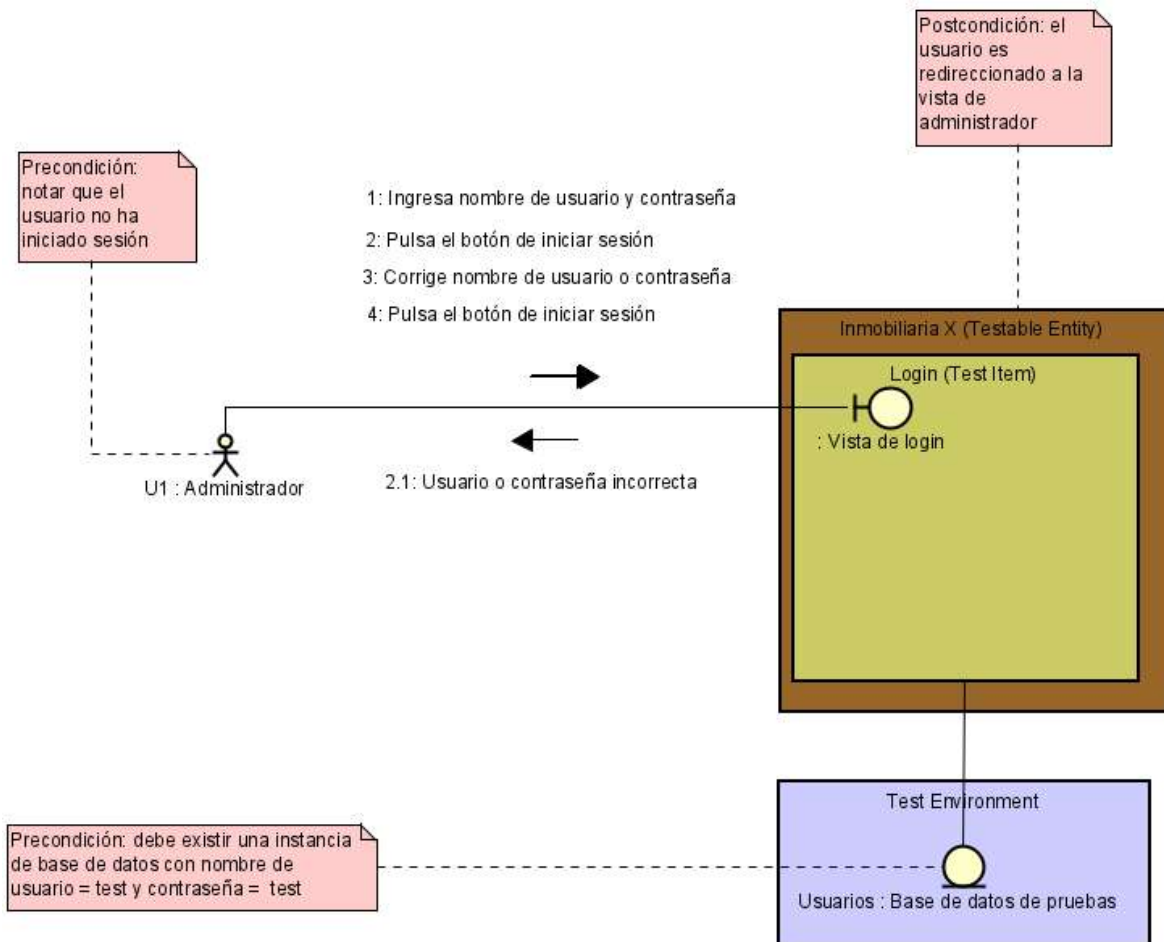 Postcondición: el
usuario es
redireccionado a la
vista de
administrador
Precondición:
notar que el
usuario no ha
iniciado sesión
1: Ingresa nombre de usuario y contraseña
2: Pulsa el botón de iniciar sesión
3: Corrige nombre de usuario o contraseña
4: Pulsa el botón de iniciar sesión
Inmobiliaria X (Testable Entity)
Login (Test Item)
: Vista de login
U1 : Administrador
2.1: Usuario o contraseña incorrecta
Test Environment
Precondición: debe existir una instancia
de base de datos con nombre de
usuario = test y contraseña = test
Usuarios : Base de datos de pruebas